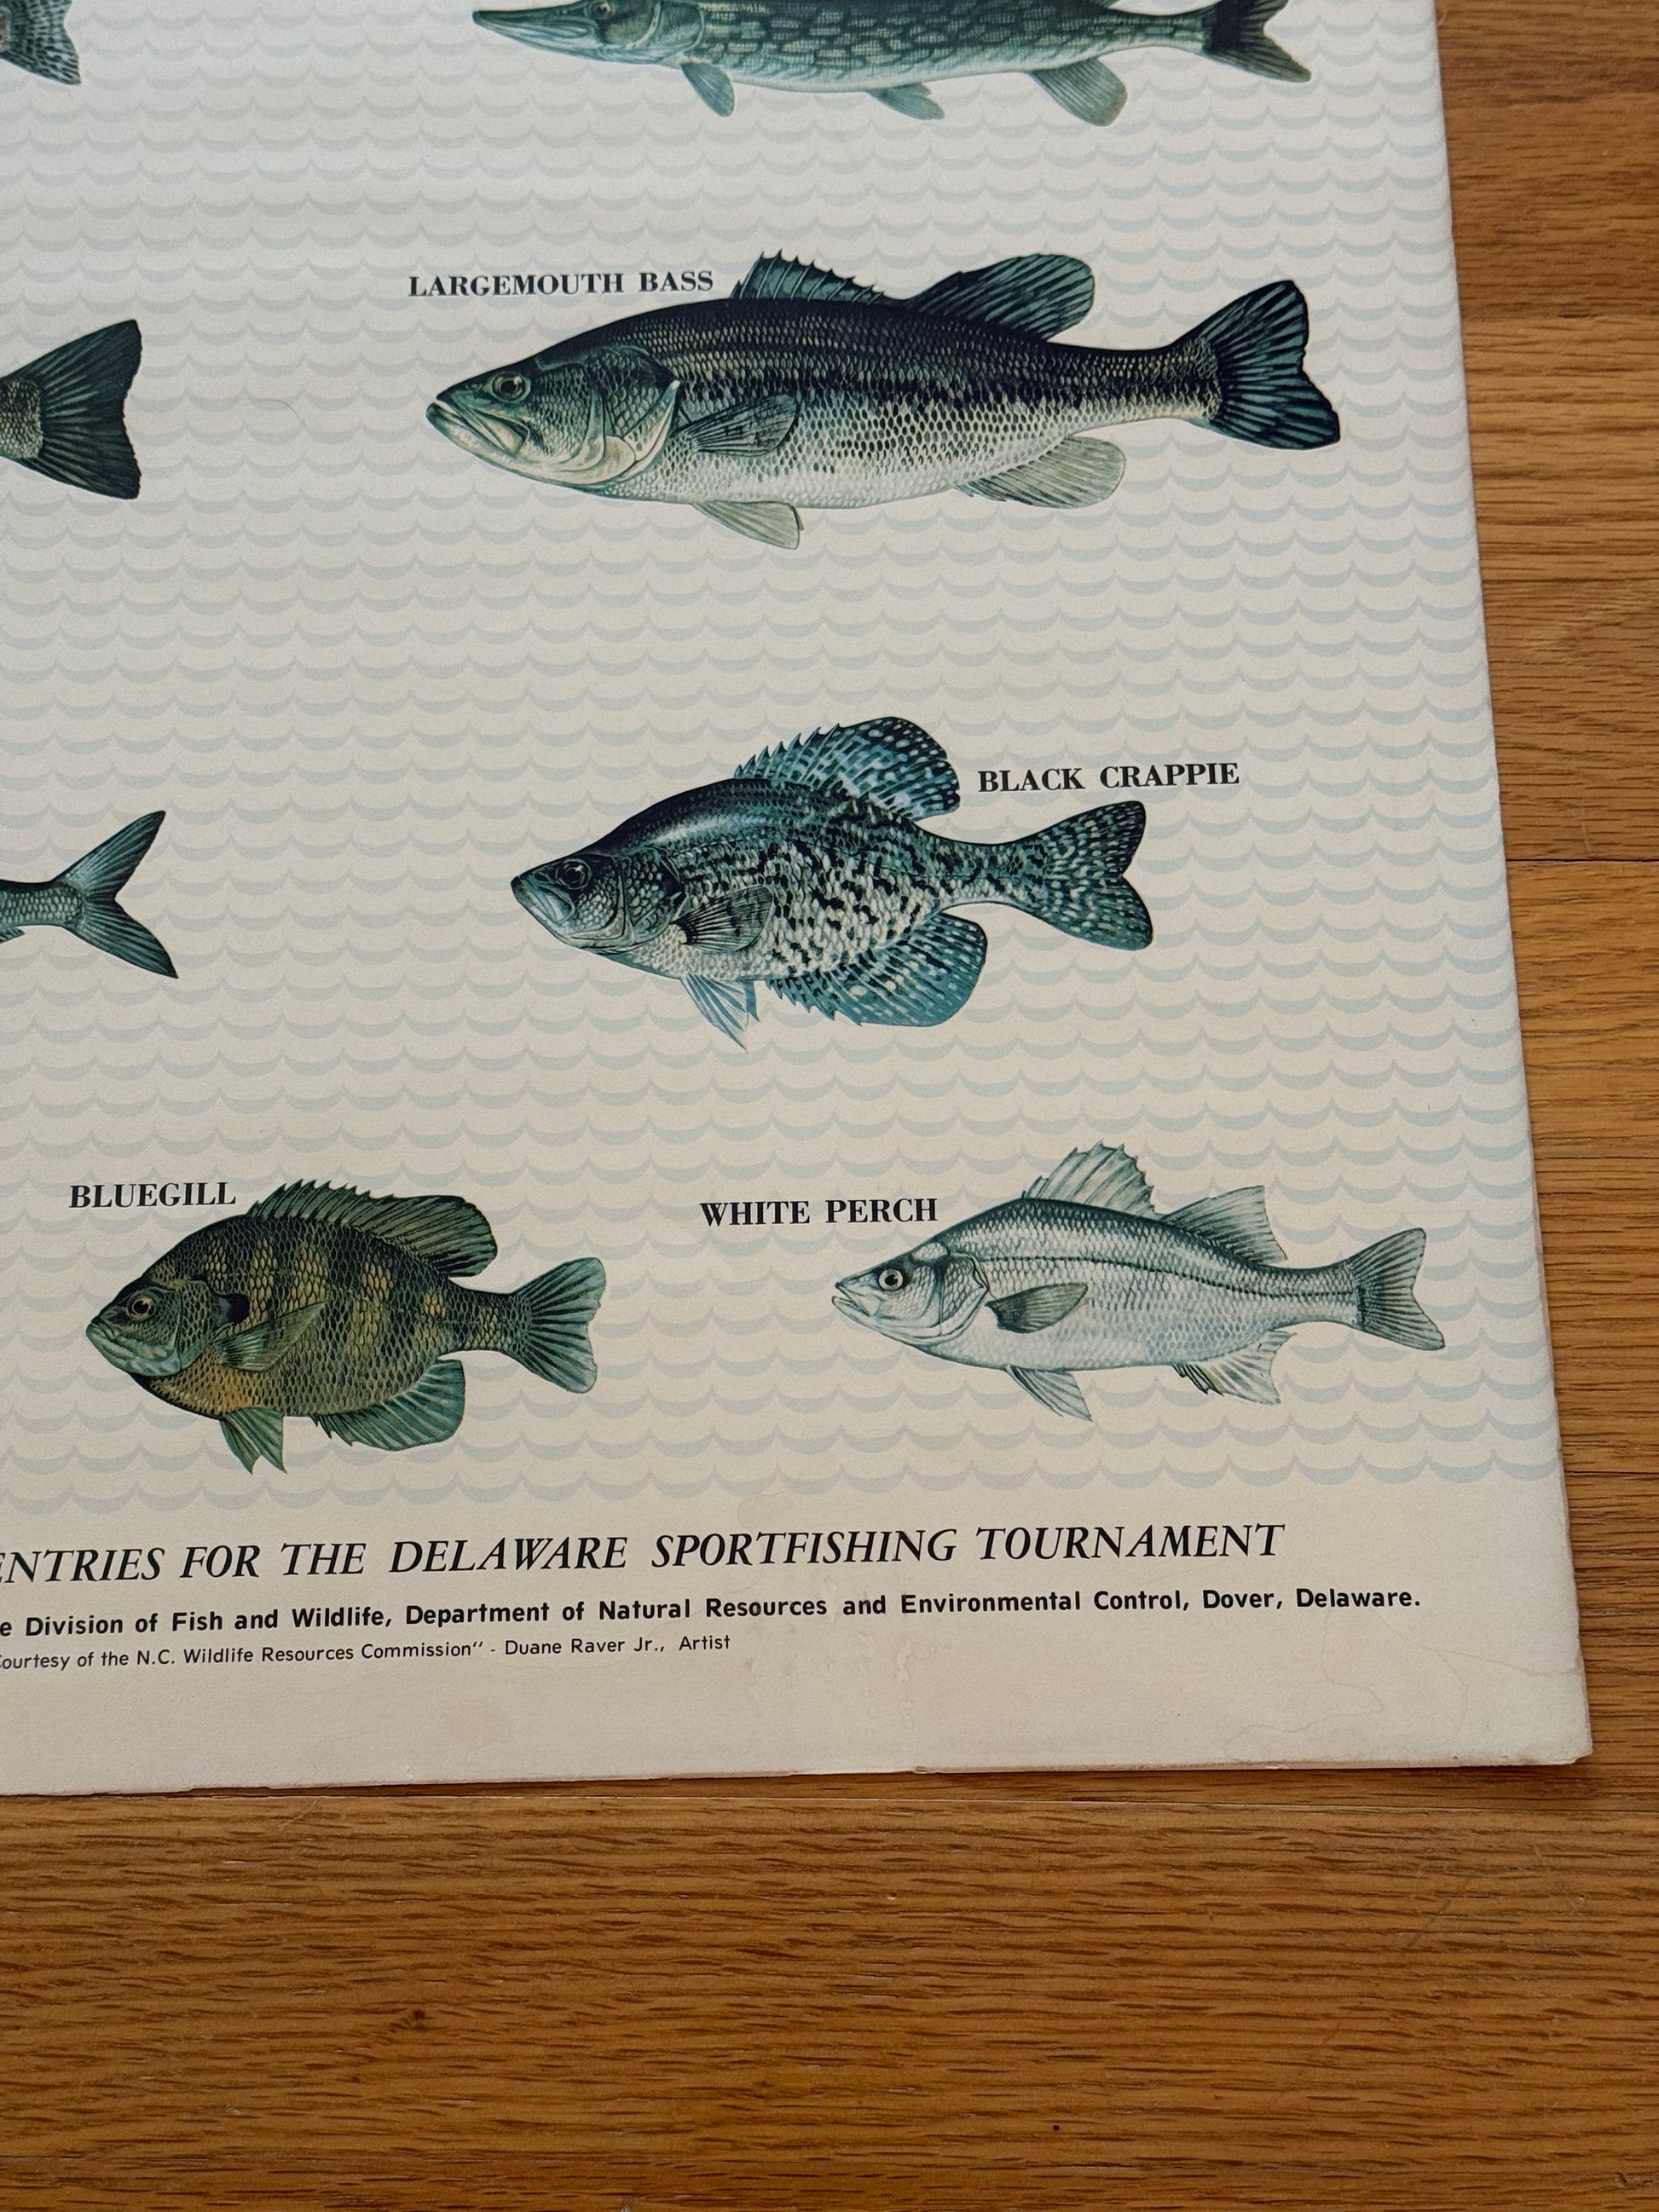 LARGEMOUTH BASS
BLACK CRAPPIE
BLUEGILL
WHITE PERCH
ENTRIES FOR THE DELAWARE SPORTFISHING TOURNAMENT
Division of Fish and Wildlife, Department of Natural Resources and Environmental Control, Dover, Delaware.
Courtesy of the N.C. Wildlife Resources Commission" - Duane Raver Jr., Artist